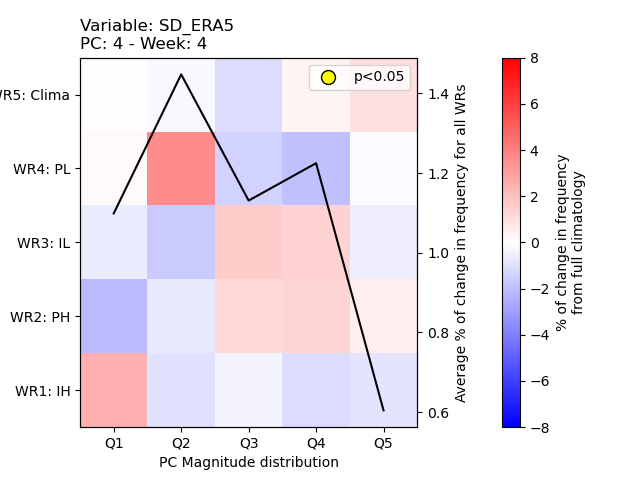 Variable: SD_ERA5
PC: 4 - Week: 4
p<0.05
WR5: Clima
WR4: PL
WR3: IL
WR2: PH
WR1: IH
Q1 Q2 Q3 Q4 Q5
PC Magnitude distribution
1.4
1.2
1.0
0.8
0.6
Average % of change in frequency for all WRs
8
6
4
2
0
−2
−4
−6
−8
% of change in frequency
from full climatology